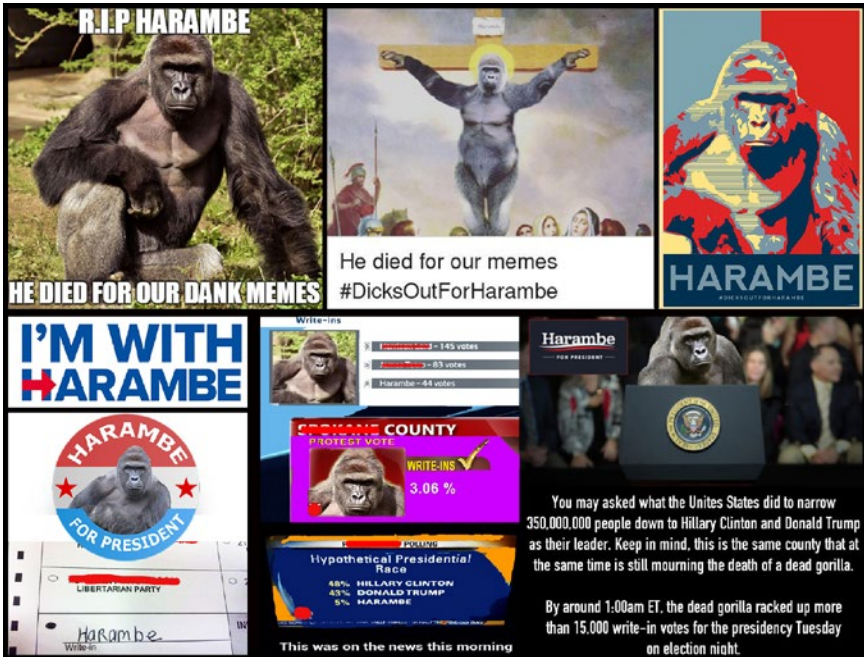 R.I.P HARAMBE
HE DIED FOR OUR DANK MEMES
He died for our memes
#DicksOutForHarambe
HARAMBE
#DICKSOUTFORHARAMBE
I'M WITH
HARAMBE
HARAMBE
FOR PRESIDENT
LIBERTARIAN PARTY
Harambe
Write-in
Write-ins
- 145 votes
- 83 votes
Harambe - 44 votes
COUNTY
PROTEST VOTE
WRITE-INS
3.06 %
POLLING
Hypothetical Presidential
Race
48% HILLARY CLINTON
43% DONALD TRUMP
5% HARAMBE
This was on the news this morning
Harambe
FOR PRESIDENT
You may asked what the Unites States did to narrow
350,000,000 people down to Hillary Clinton and Donald Trump
as their leader. Keep in mind, this is the same county that at
the same time is still mourning the death of a dead gorilla.
By around 1:00am ET, the dead gorilla racked up more
than 15,000 write-in votes for the presidency Tuesday
on election night.